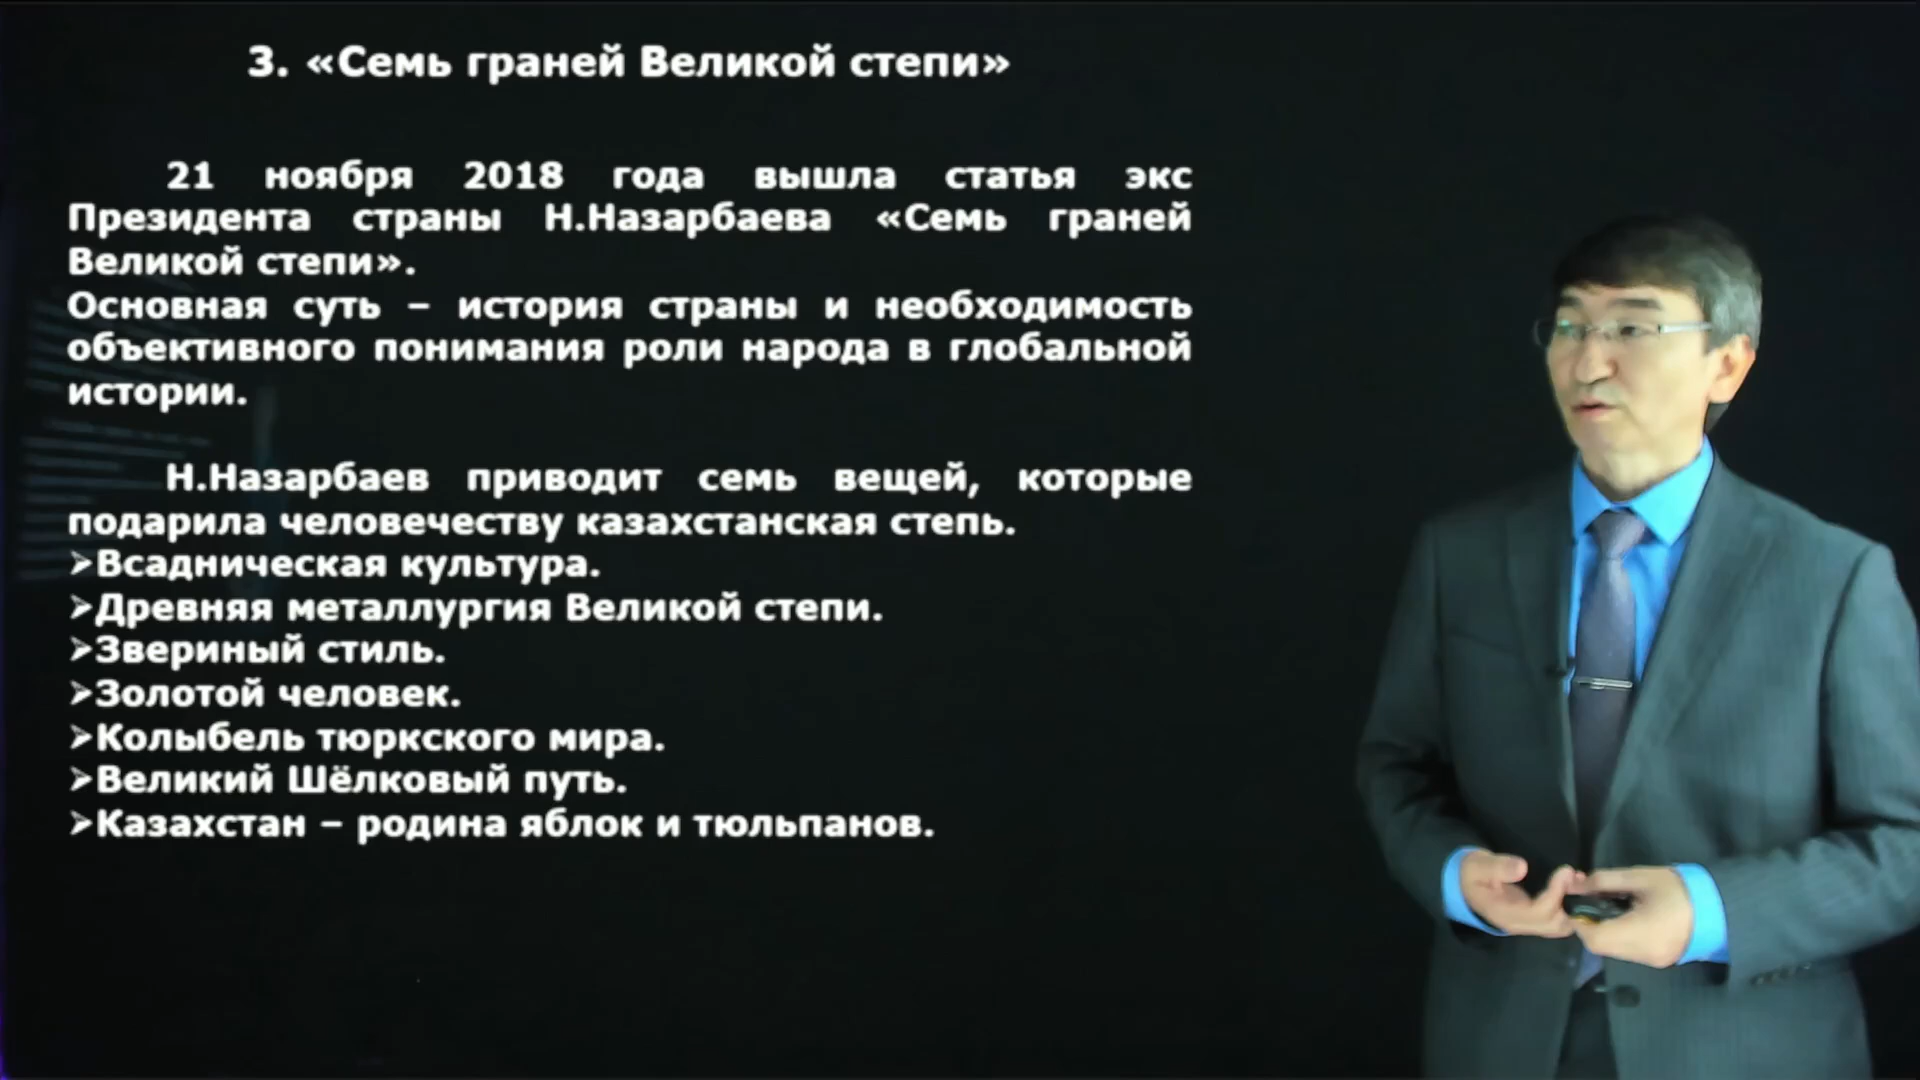 3. «Семь граней Великой степи»
21 ноября 2018 года вышла статья экс
Президента страны Н.Назарбаева «Семь граней
Великой степи».
Основная суть – история страны и необходимость
объективного понимания роли народа в глобальной
истории.
Н.Назарбаев приводит семь вещей, которые
подарила человечеству казахстанская степь.
➢Всадническая культура.
➢Древняя металлургия Великой степи.
➢Звериный стиль.
➢Золотой человек.
➢Колыбель тюркского мира.
➢Великий Шёлковый путь.
➢Казахстан – родина яблок и тюльпанов.